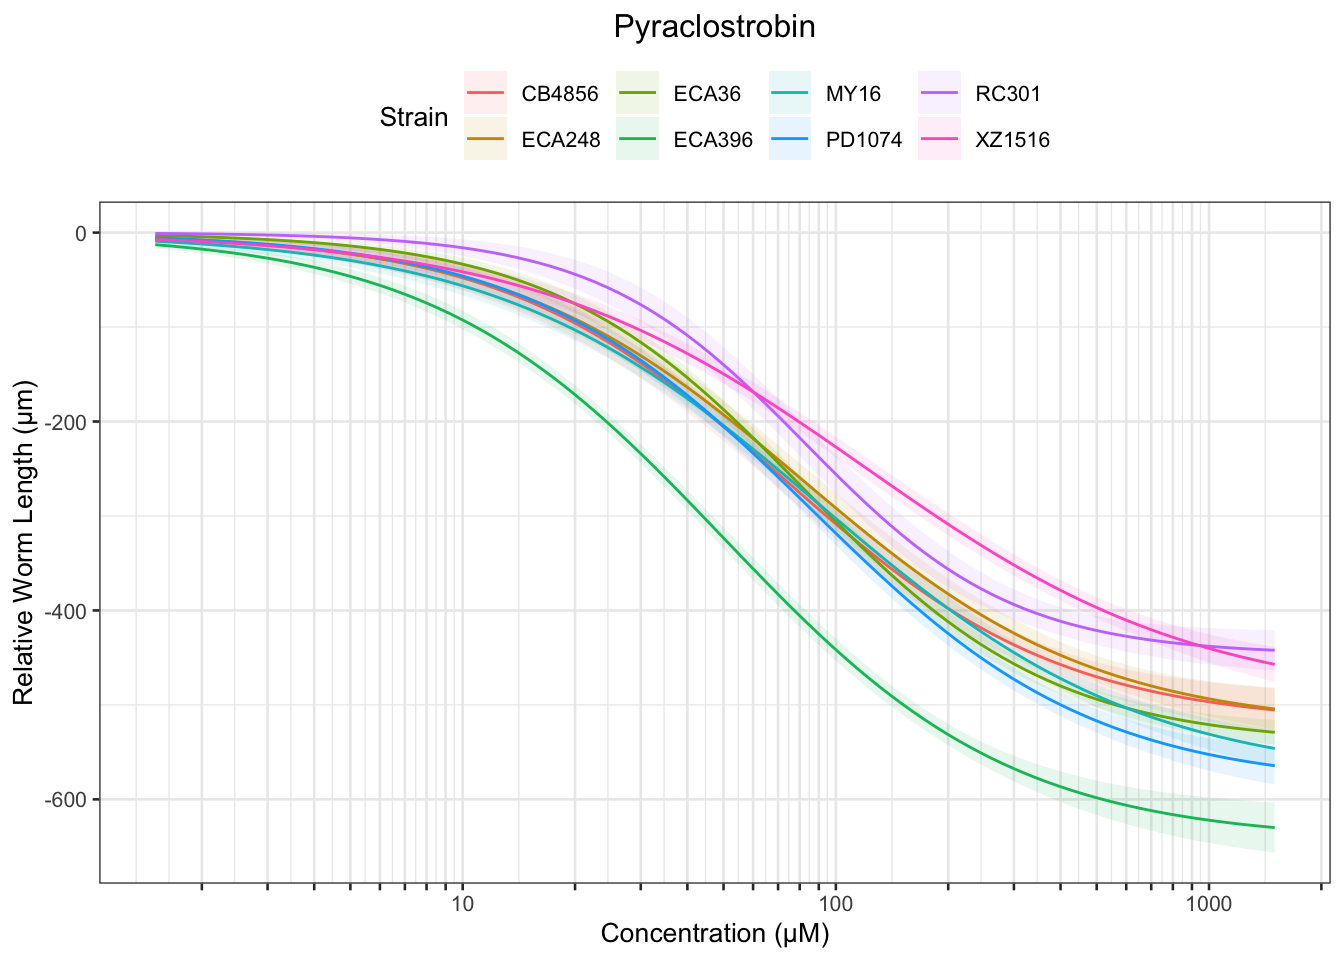 Pyraclostrobin
Strain
CB4856 ECA36 MY16 RC301
ECA248 ECA396 PD1074 XZ1516
Relative Worm Length (µm)
0
-200
-400
-600
10 100 1000
Concentration (µM)